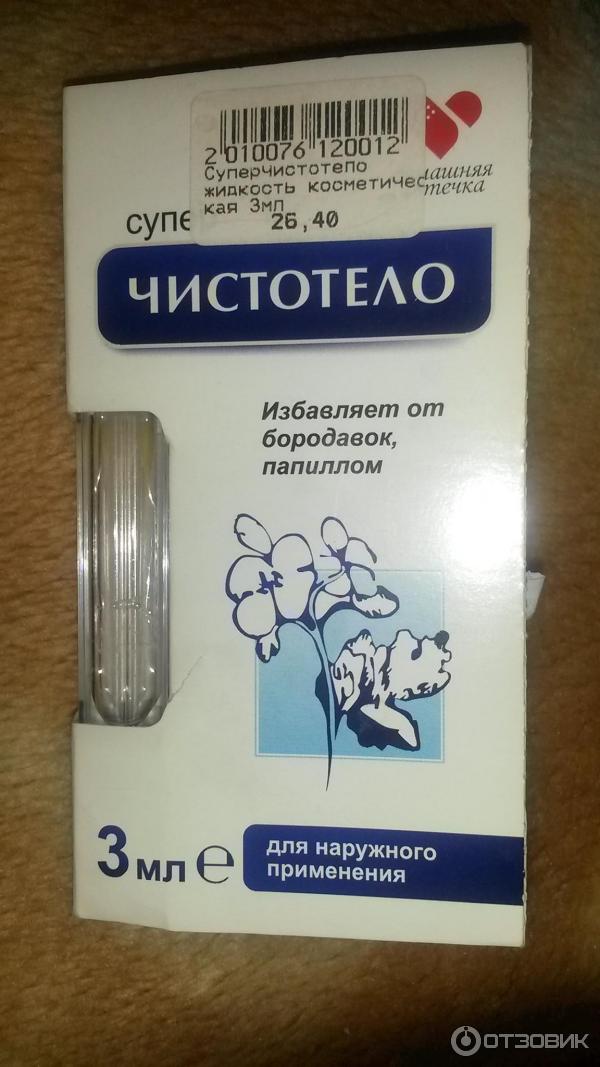 2 010076 120012
Суперчистотело
жидкость косметичес
кая 3мл
26,40
машняя
течка
супе
ЧИСТОТЕЛО
Избавляет от
бородавок,
папиллом
3 мл e
для наружного
применения
ОТЗОВИК